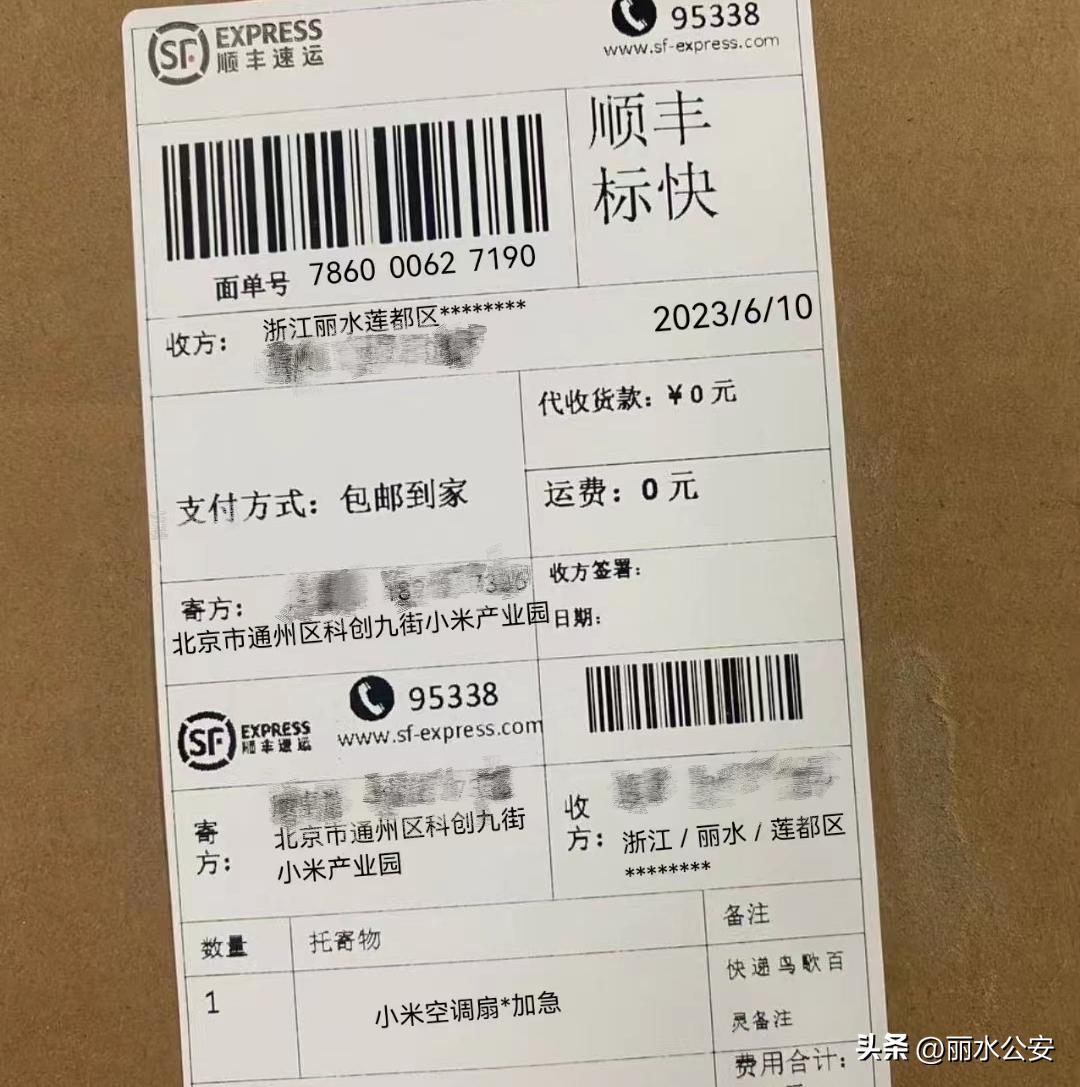 SF EXPRESS
顺丰速运
95338
www.sf-express.com
顺丰
标快
面单号 7860 0062 7190
收方： 浙江丽水莲都区********
2023/6/10
代收货款：￥0 元
支付方式：包邮到家
运费：0 元
寄方：
北京市通州区科创九街小米产业园
收方签署：
日期：
SF EXPRESS
顺丰速运
95338
www.sf-express.com
寄方：
北京市通州区科创九街
小米产业园
收方：
浙江 / 丽水 / 莲都区
********
数量
托寄物
备注
1
小米空调扇*加急
快递鸟歌百
灵备注
费用合计：
头条 @丽水公安